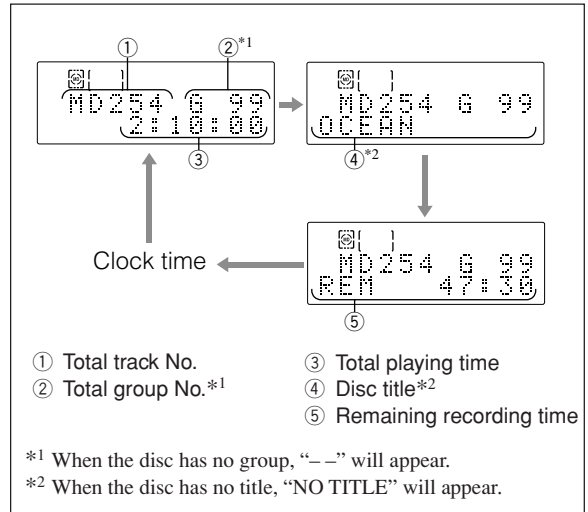 ① ②*1
MD254 G 99
2:10:00
③
MD254 G 99
OCEAN
④*2
MD254 G 99
REM 47:30
⑤
Clock time
① Total track No.
② Total group No.*1
③ Total playing time
④ Disc title*2
⑤ Remaining recording time
*1 When the disc has no group, “– –” will appear.
*2 When the disc has no title, “NO TITLE” will appear.